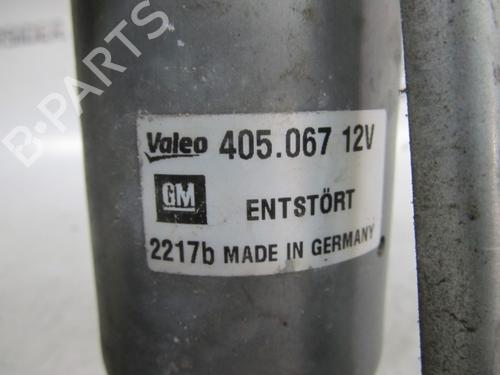 B-PARTS
Valeo 405.067 12V
GM ENTSTÖRT
2217b MADE IN GERMANY